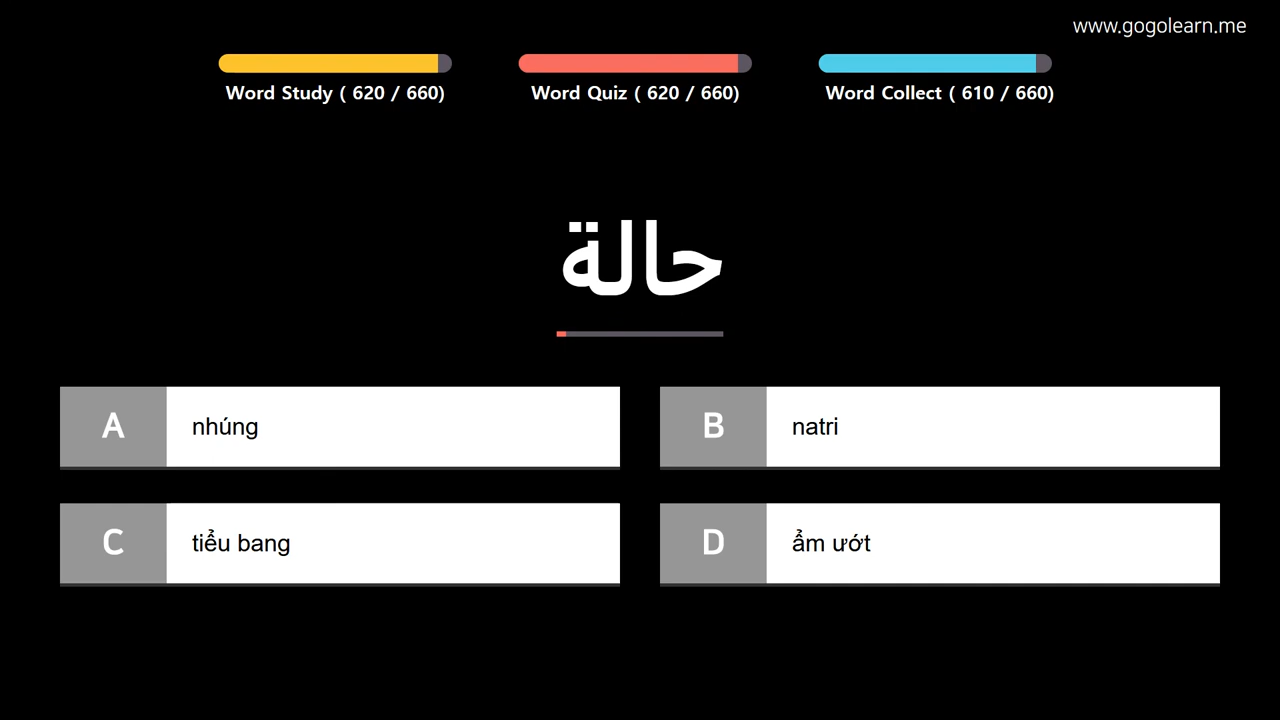 www.gogolearn.me
Word Study ( 620 / 660)
Word Quiz ( 620 / 660)
Word Collect ( 610 / 660)
حالة
A
nhúng
B
natri
C
tiểu bang
D
ẩm ướt